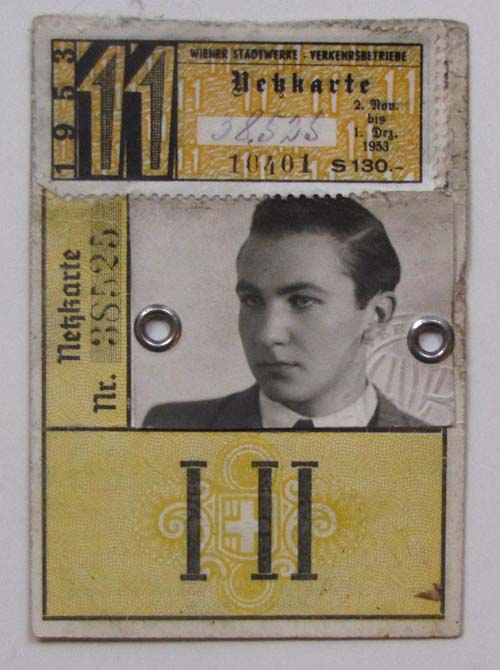 1953
11
WIENER STADTWERKE - VERKEHRSBETRIEBE
Netzkarte
2. Nov.
bis
1. Dez.
1953
38525
10401 S 130.-
Netzkarte
Nr. 38525
I II